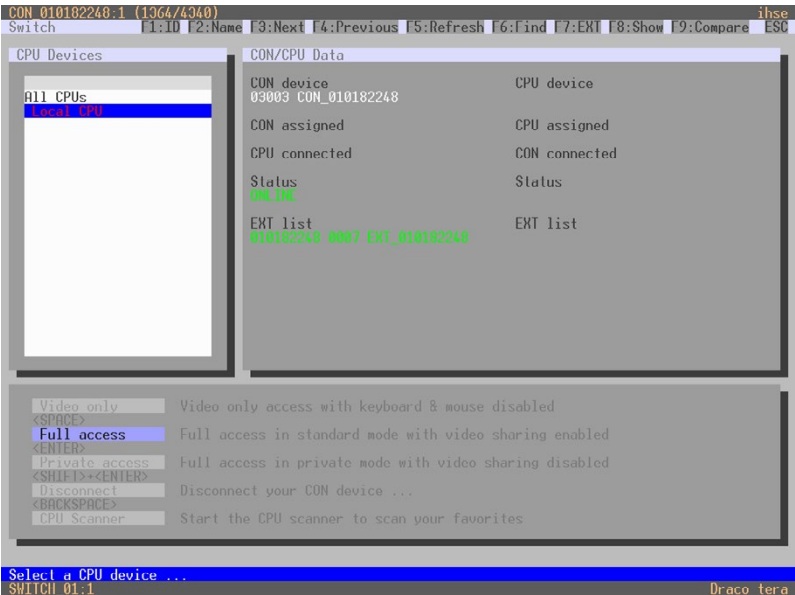 CON_010182248:1 (1364/4340) ihse
Switch F1:ID F2:Name F3:Next F4:Previous F5:Refresh F6:Find F7:EXT F8:Show F9:Compare ESC
CPU Devices
All CPUs
Local CPU
CON/CPU Data
CON device CPU device
03003 CON_010182248
CON assigned CPU assigned
CPU connected CON connected
Status Status
ONLINE
EXT list EXT list
010182248 0007 EXT_010182248
Video only Video only access with keyboard & mouse disabled
<SPACE>
Full access Full access in standard mode with video sharing enabled
<ENTER>
Private access Full access in private mode with video sharing disabled
<SHIFT>+<ENTER>
Disconnect Disconnect your CON device ...
<BACKSPACE>
CPU Scanner Start the CPU scanner to scan your favorites
Select a CPU device ...
SWITCH_01:1 Draco tera